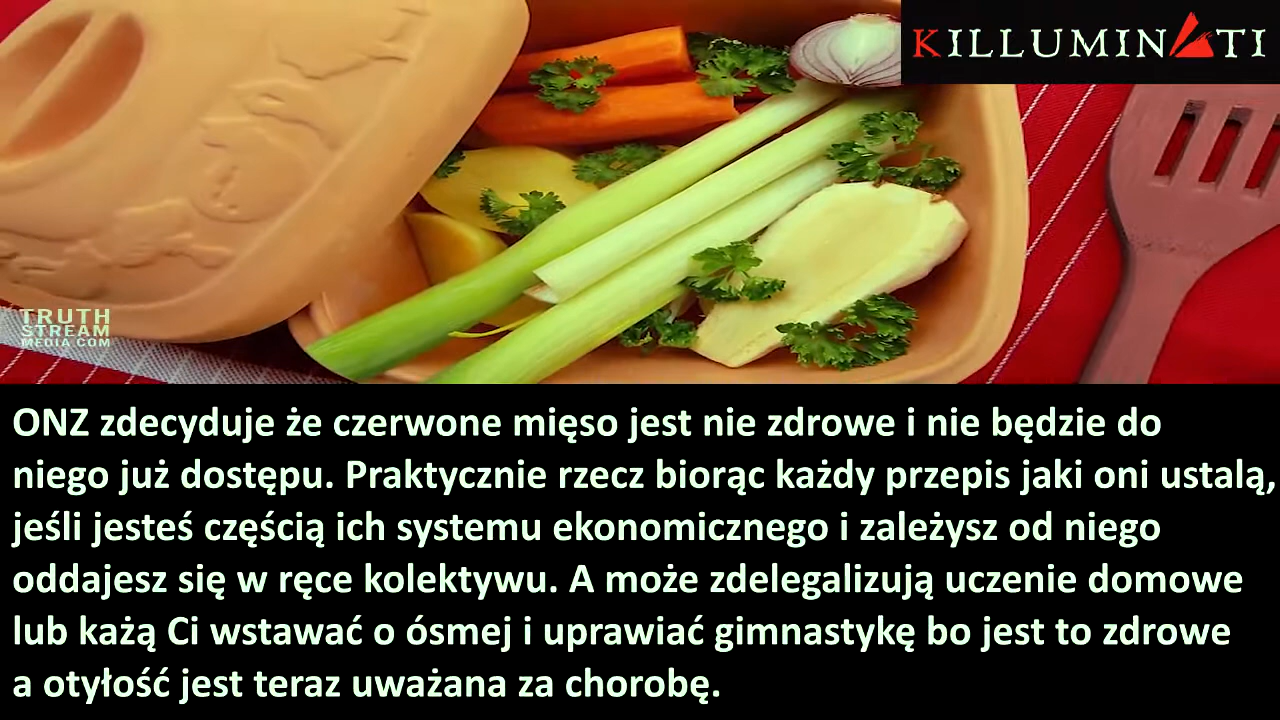 KILLUMINATI
TRUTH
STREAM
MEDIA.COM
ONZ zdecyduje że czerwone mięso jest nie zdrowe i nie będzie do
niego już dostępu. Praktycznie rzecz biorąc każdy przepis jaki oni ustalą,
jeśli jesteś częścią ich systemu ekonomicznego i zależysz od niego
oddajesz się w ręce kolektywu. A może zdelegalizują uczenie domowe
lub każą Ci wstawać o ósmej i uprawiać gimnastykę bo jest to zdrowe
a otyłość jest teraz uważana za chorobę.